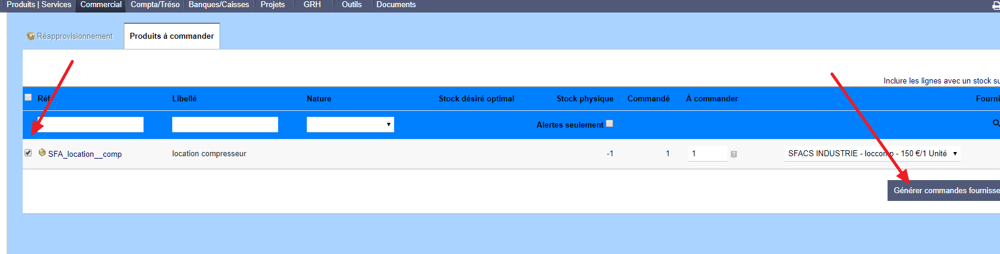 Produits | Services Commercial Compta/Tréso Banques/Caisses Projets GRH Outils Documents
Réapprovisionnement Produits à commander
Inclure les lignes avec un stock su
Réf Libellé Nature Stock désiré optimal Stock physique Commandé À commander Fourni
Alertes seulement
SFA_location__comp location compresseur -1 1 1 ? SFACS INDUSTRIE - loccomp - 150 €/1 Unité
Générer commandes fournisse